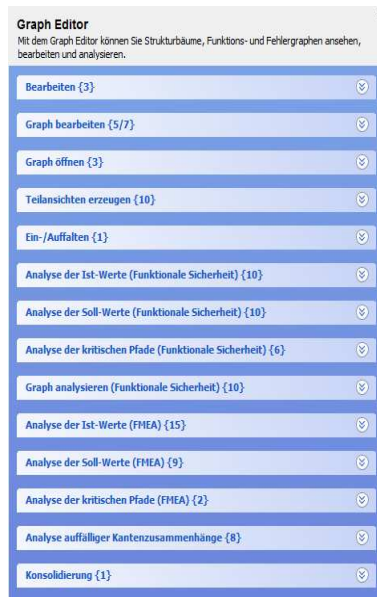 Graph Editor
Mit dem Graph Editor können Sie Strukturbäume, Funktions- und Fehlergraphen ansehen,
bearbeiten und analysieren.
Bearbeiten {3}
Graph bearbeiten {5/7}
Graph öffnen {3}
Teilansichten erzeugen {10}
Ein-/Auffalten {1}
Analyse der Ist-Werte (Funktionale Sicherheit) {10}
Analyse der Soll-Werte (Funktionale Sicherheit) {10}
Analyse der kritischen Pfade (Funktionale Sicherheit) {6}
Graph analysieren (Funktionale Sicherheit) {10}
Analyse der Ist-Werte (FMEA) {15}
Analyse der Soll-Werte (FMEA) {9}
Analyse der kritischen Pfade (FMEA) {2}
Analyse auffälliger Kantenzusammenhänge {8}
Konsolidierung {1}